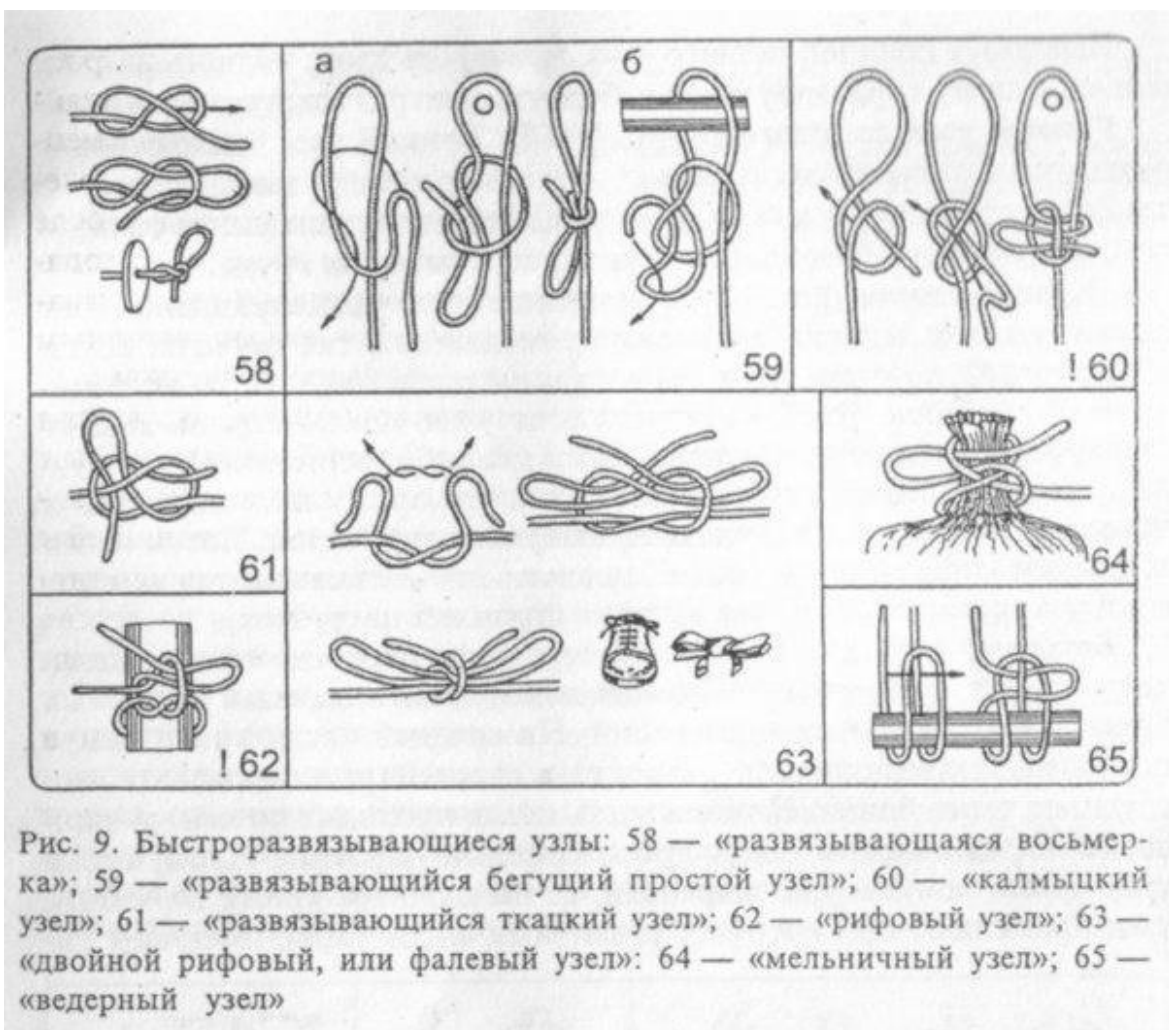 а
б
58
59
! 60
61
64
! 62
63
65
Рис. 9. Быстроразвязывающиеся узлы: 58 — «развязывающаяся восьмер-
ка»; 59 — «развязывающийся бегущий простой узел»; 60 — «калмыцкий
узел»; 61 — «развязывающийся ткацкий узел»; 62 — «рифовый узел»; 63 —
«двойной рифовый, или фалевый узел»: 64 — «мельничный узел»; 65 —
«ведерный узел»